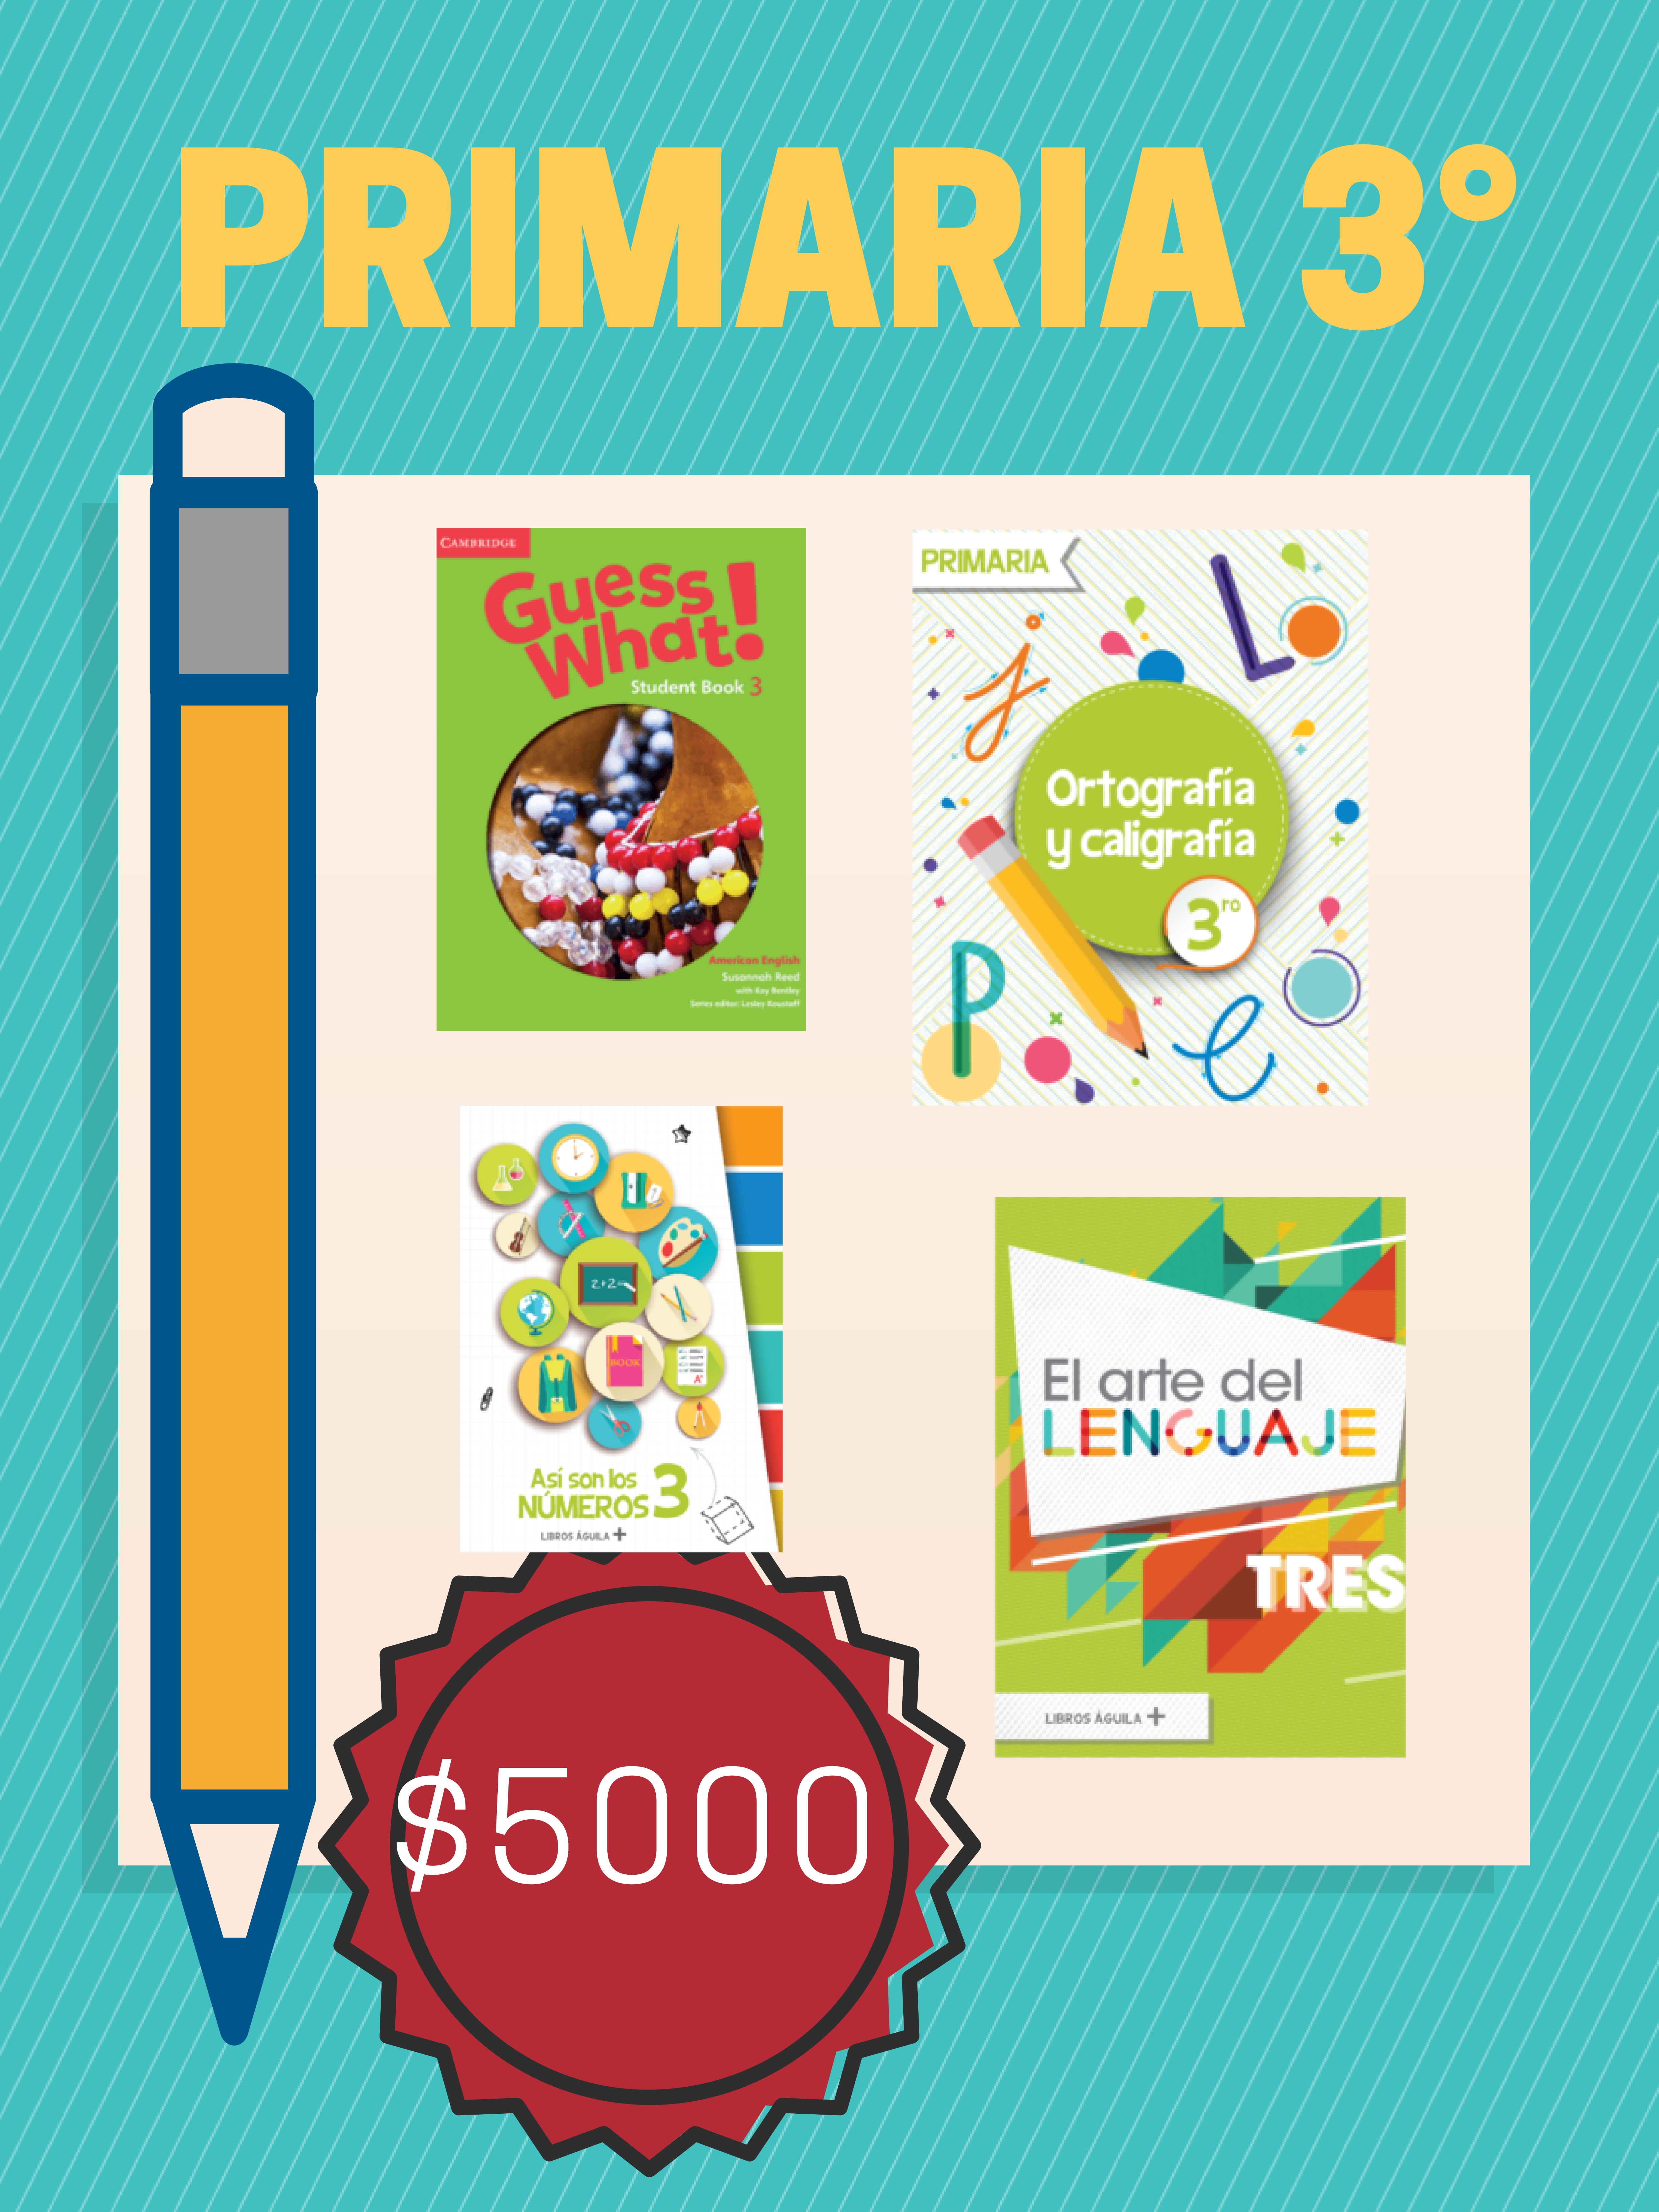 PRIMARIA 3°
CAMBRIDGE
Guess
What!
Student Book 3
American English
Susannah Reed
with Kay Bentley
Series editor: Lesley Koustaff
PRIMARIA
Ortografía
y caligrafía
3ro
2+2=
BOOK
A+
Así son los
NÚMEROS 3
LIBROS ÁGUILA +
El arte del
LENGUAJE
TRES
LIBROS ÁGUILA +
$5000